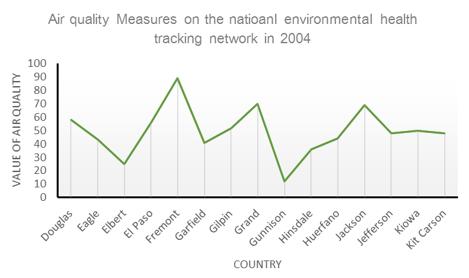 Air quality Measures on the natioanl environmental health
tracking network in 2004
VALUE OF AIR QUALITY
100
90
80
70
60
50
40
30
20
10
0
Douglas
Eagle
Elbert
El Paso
Fremont
Garfield
Gilpin
Grand
Gunnison
Hinsdale
Huerfano
Jackson
Jefferson
Kiowa
Kit Carson
COUNTRY